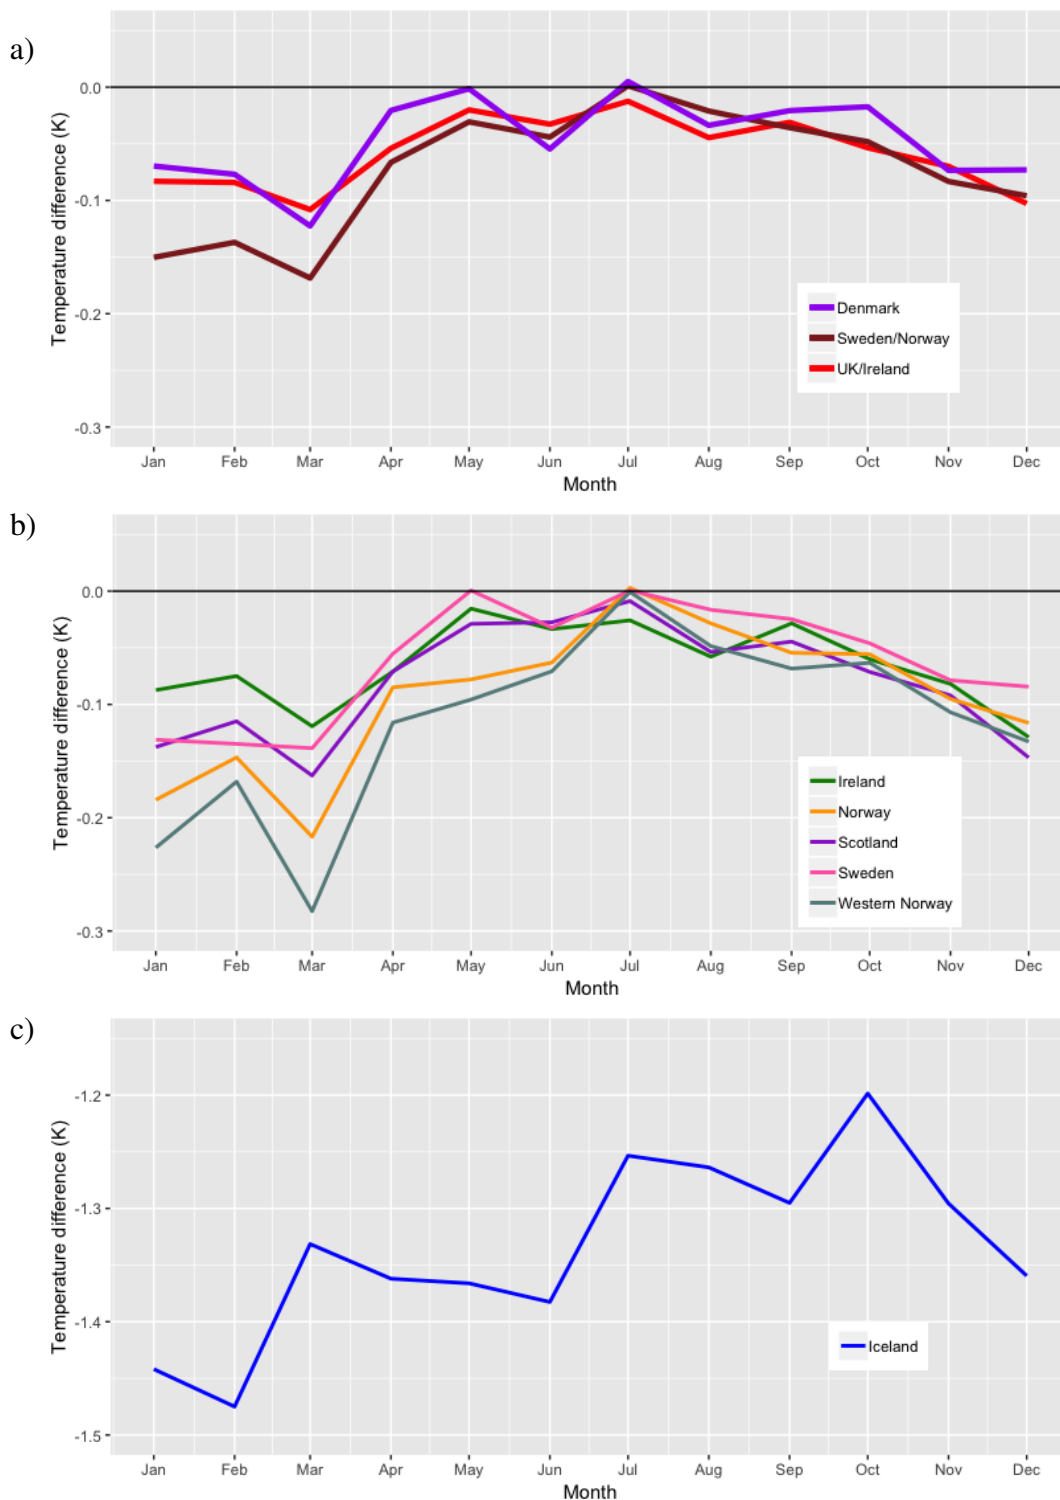 a)
Temperature difference (K)
0.0
-0.1
-0.2
-0.3
Denmark
Sweden/Norway
UK/Ireland
Jan Feb Mar Apr May Jun Jul Aug Sep Oct Nov Dec
Month
b)
Temperature difference (K)
0.0
-0.1
-0.2
-0.3
Ireland
Norway
Scotland
Sweden
Western Norway
Jan Feb Mar Apr May Jun Jul Aug Sep Oct Nov Dec
Month
c)
Temperature difference (K)
-1.2
-1.3
-1.4
-1.5
Iceland
Jan Feb Mar Apr May Jun Jul Aug Sep Oct Nov Dec
Month